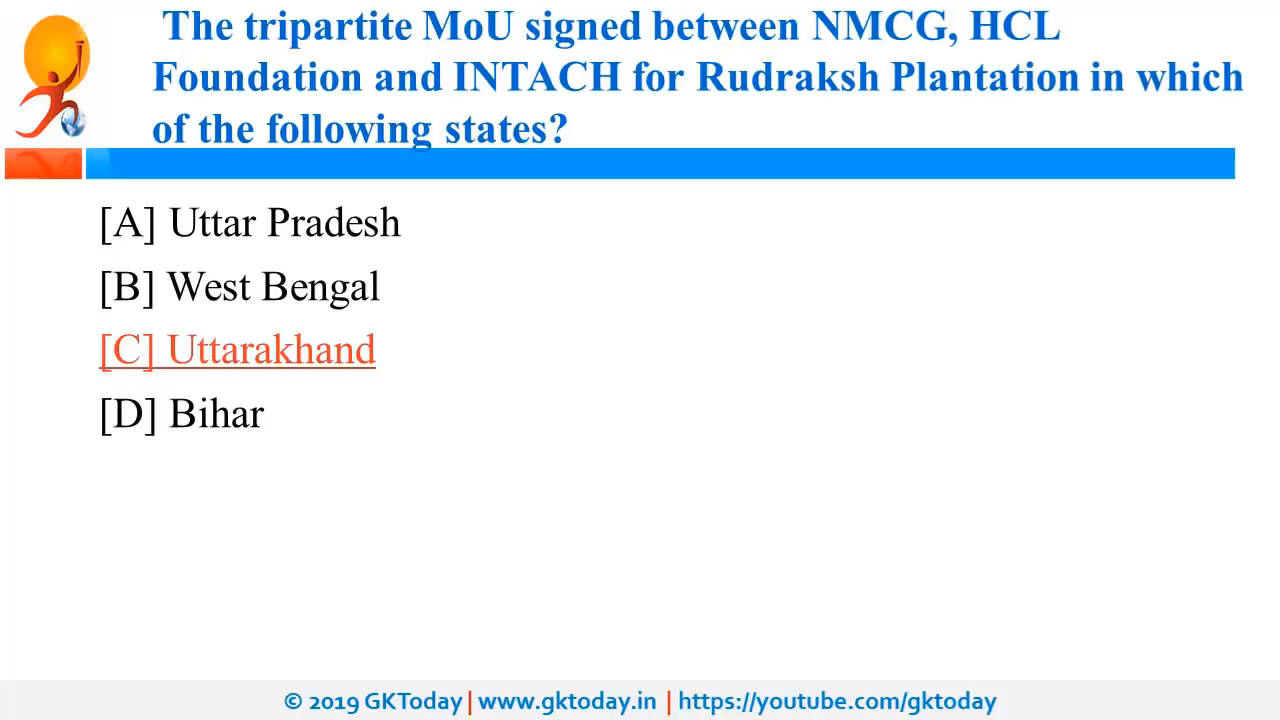 The tripartite MoU signed between NMCG, HCL
Foundation and INTACH for Rudraksh Plantation in which
of the following states?
[A] Uttar Pradesh
[B] West Bengal
[C] Uttarakhand
[D] Bihar
© 2019 GKToday | www.gktoday.in | https://youtube.com/gktoday